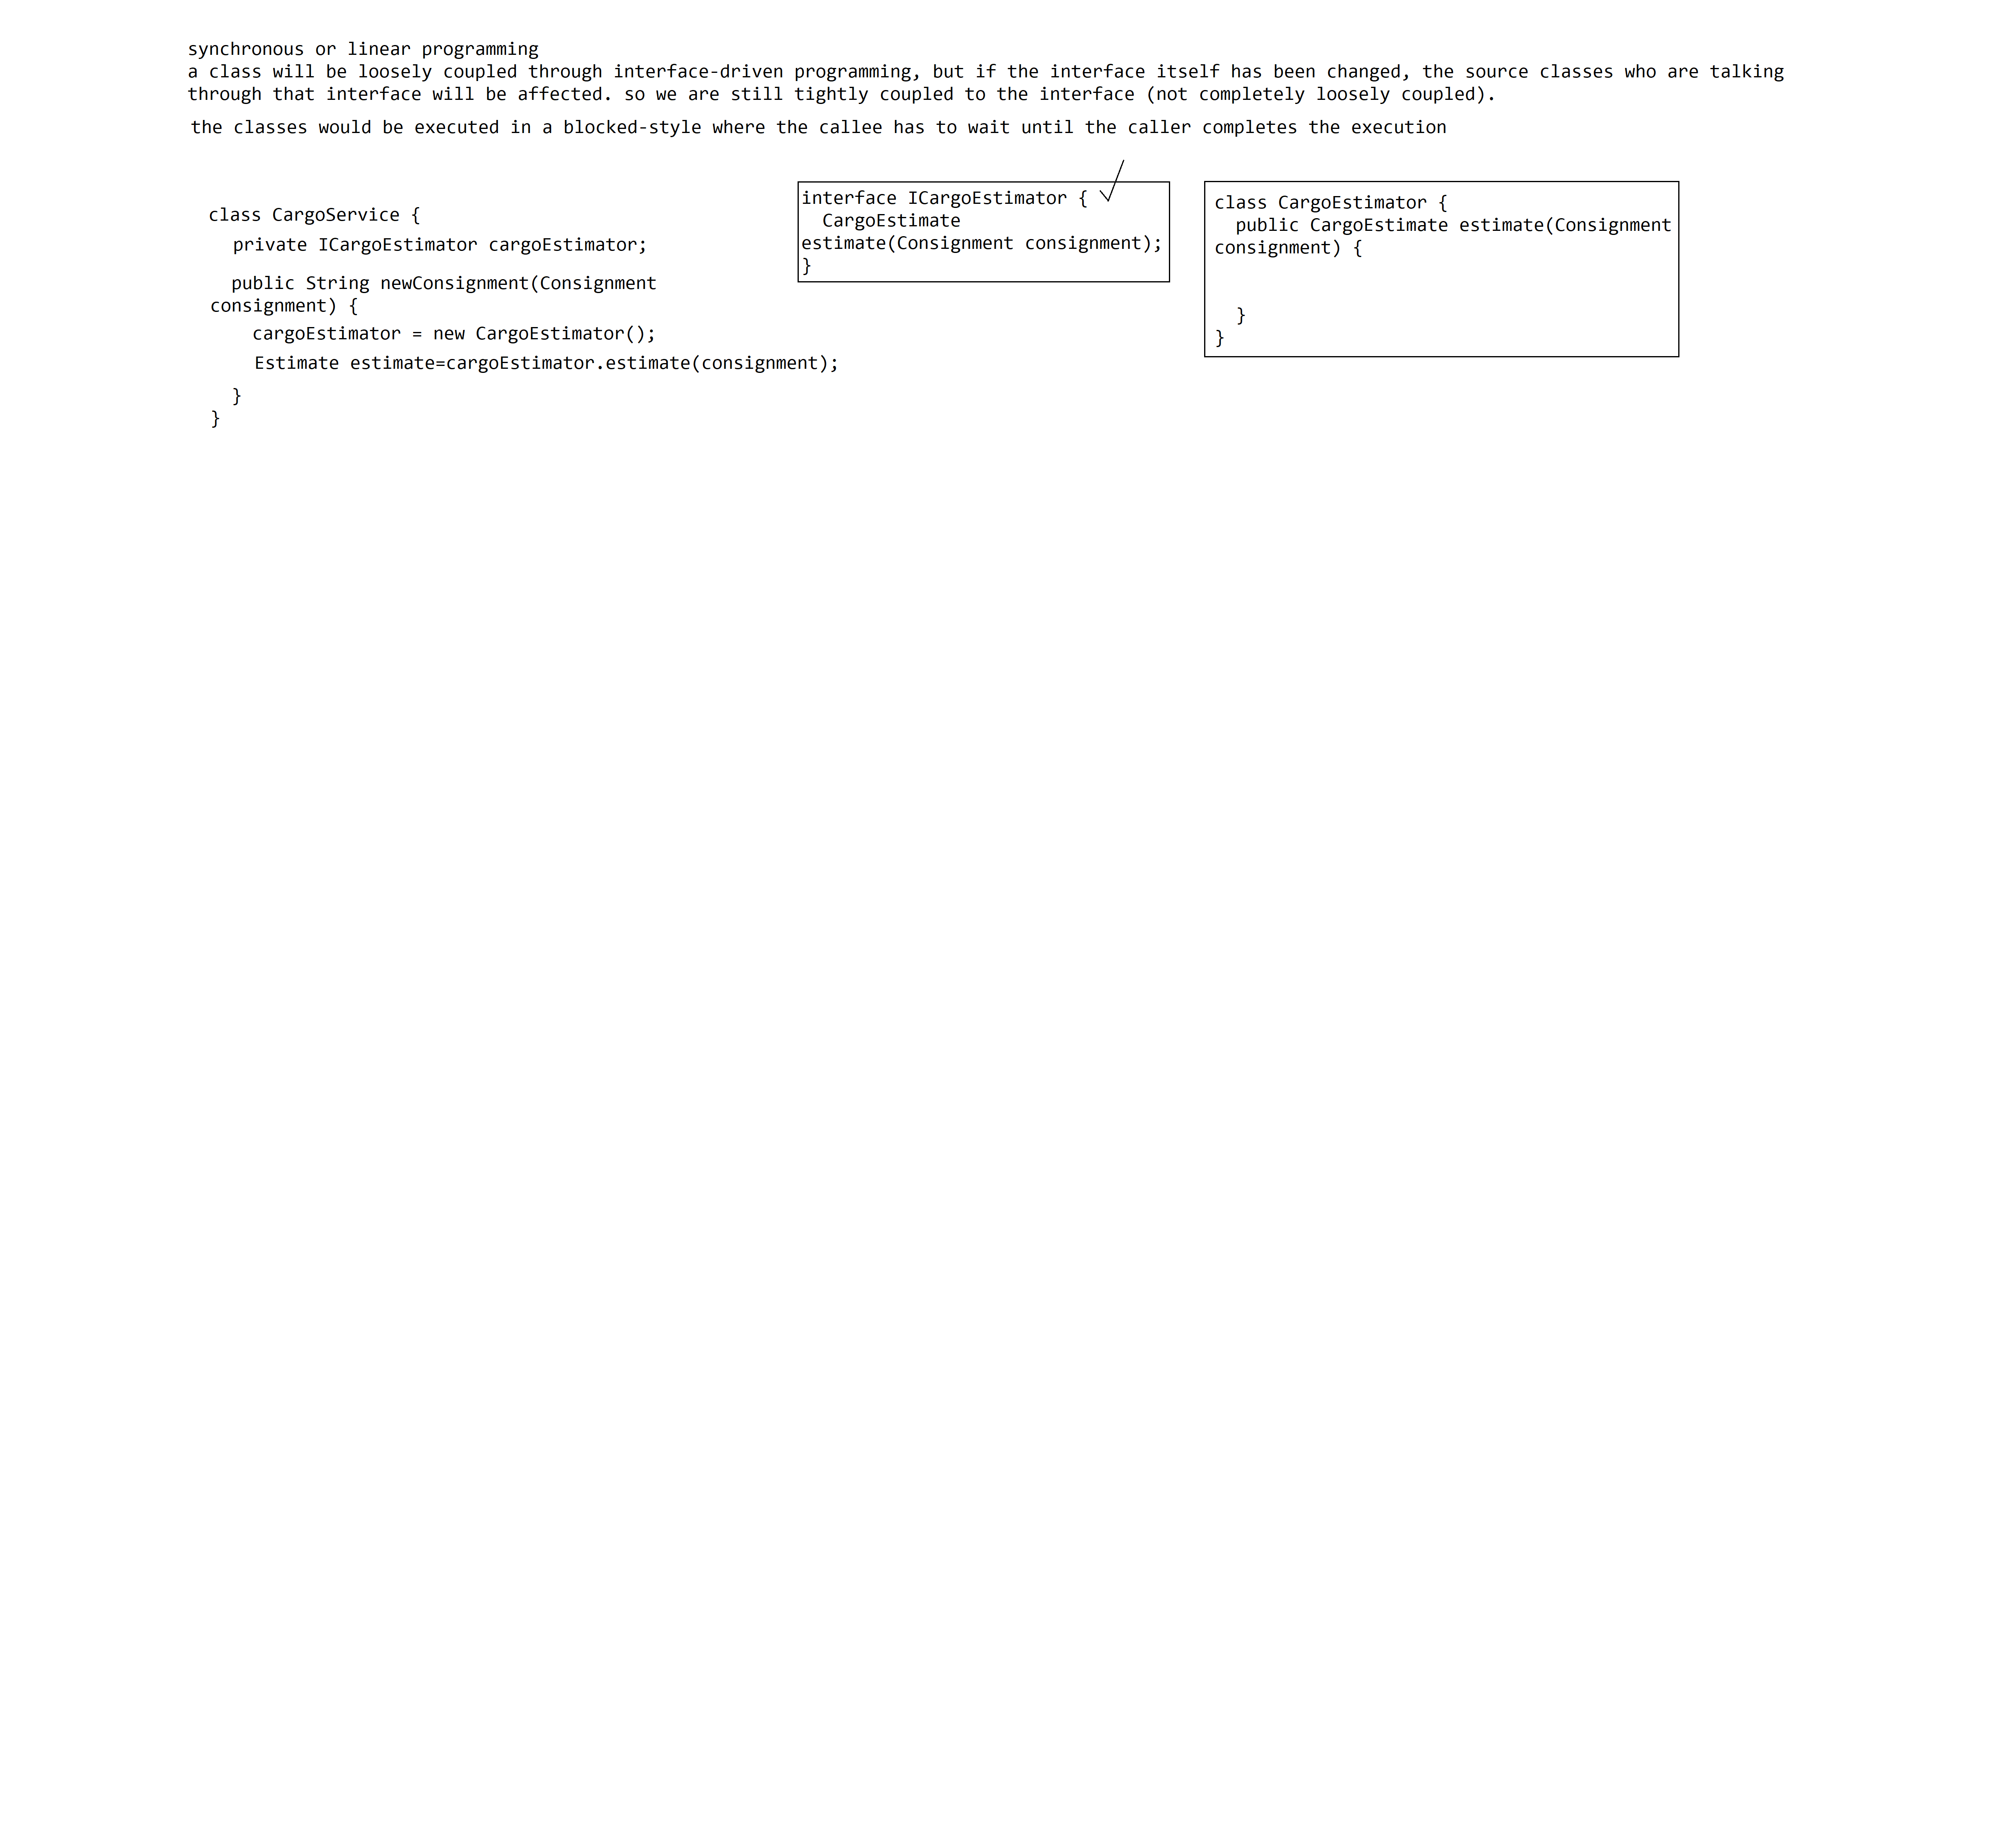 synchronous or linear programming
a class will be loosely coupled through interface-driven programming, but if the interface itself has been changed, the source classes who are talking
through that interface will be affected. so we are still tightly coupled to the interface (not completely loosely coupled).
the classes would be executed in a blocked-style where the callee has to wait until the caller completes the execution
class CargoService {
private ICargoEstimator cargoEstimator;
public String newConsignment(Consignment
consignment) {
cargoEstimator = new CargoEstimator();
Estimate estimate=cargoEstimator.estimate(consignment);
}
}
interface ICargoEstimator {
CargoEstimate
estimate(Consignment consignment);
}
class CargoEstimator {
public CargoEstimate estimate(Consignment
consignment) {
}
}